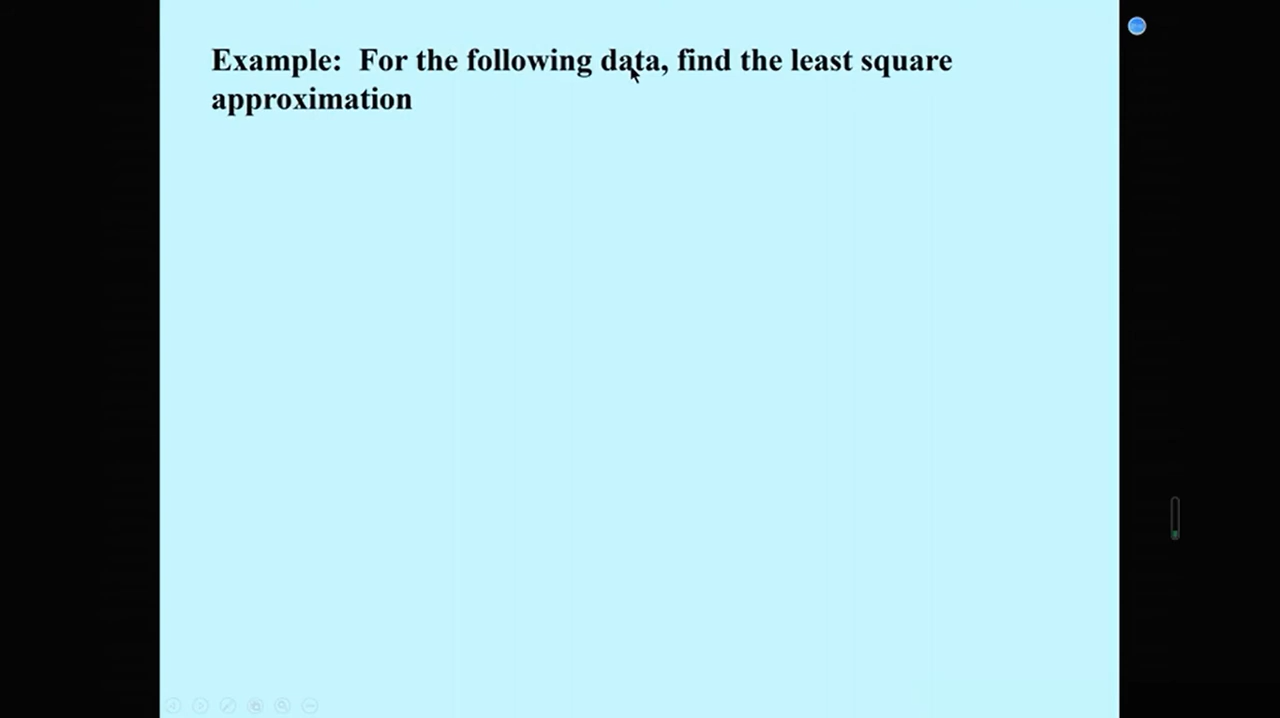 Example: For the following data, find the least square
approximation